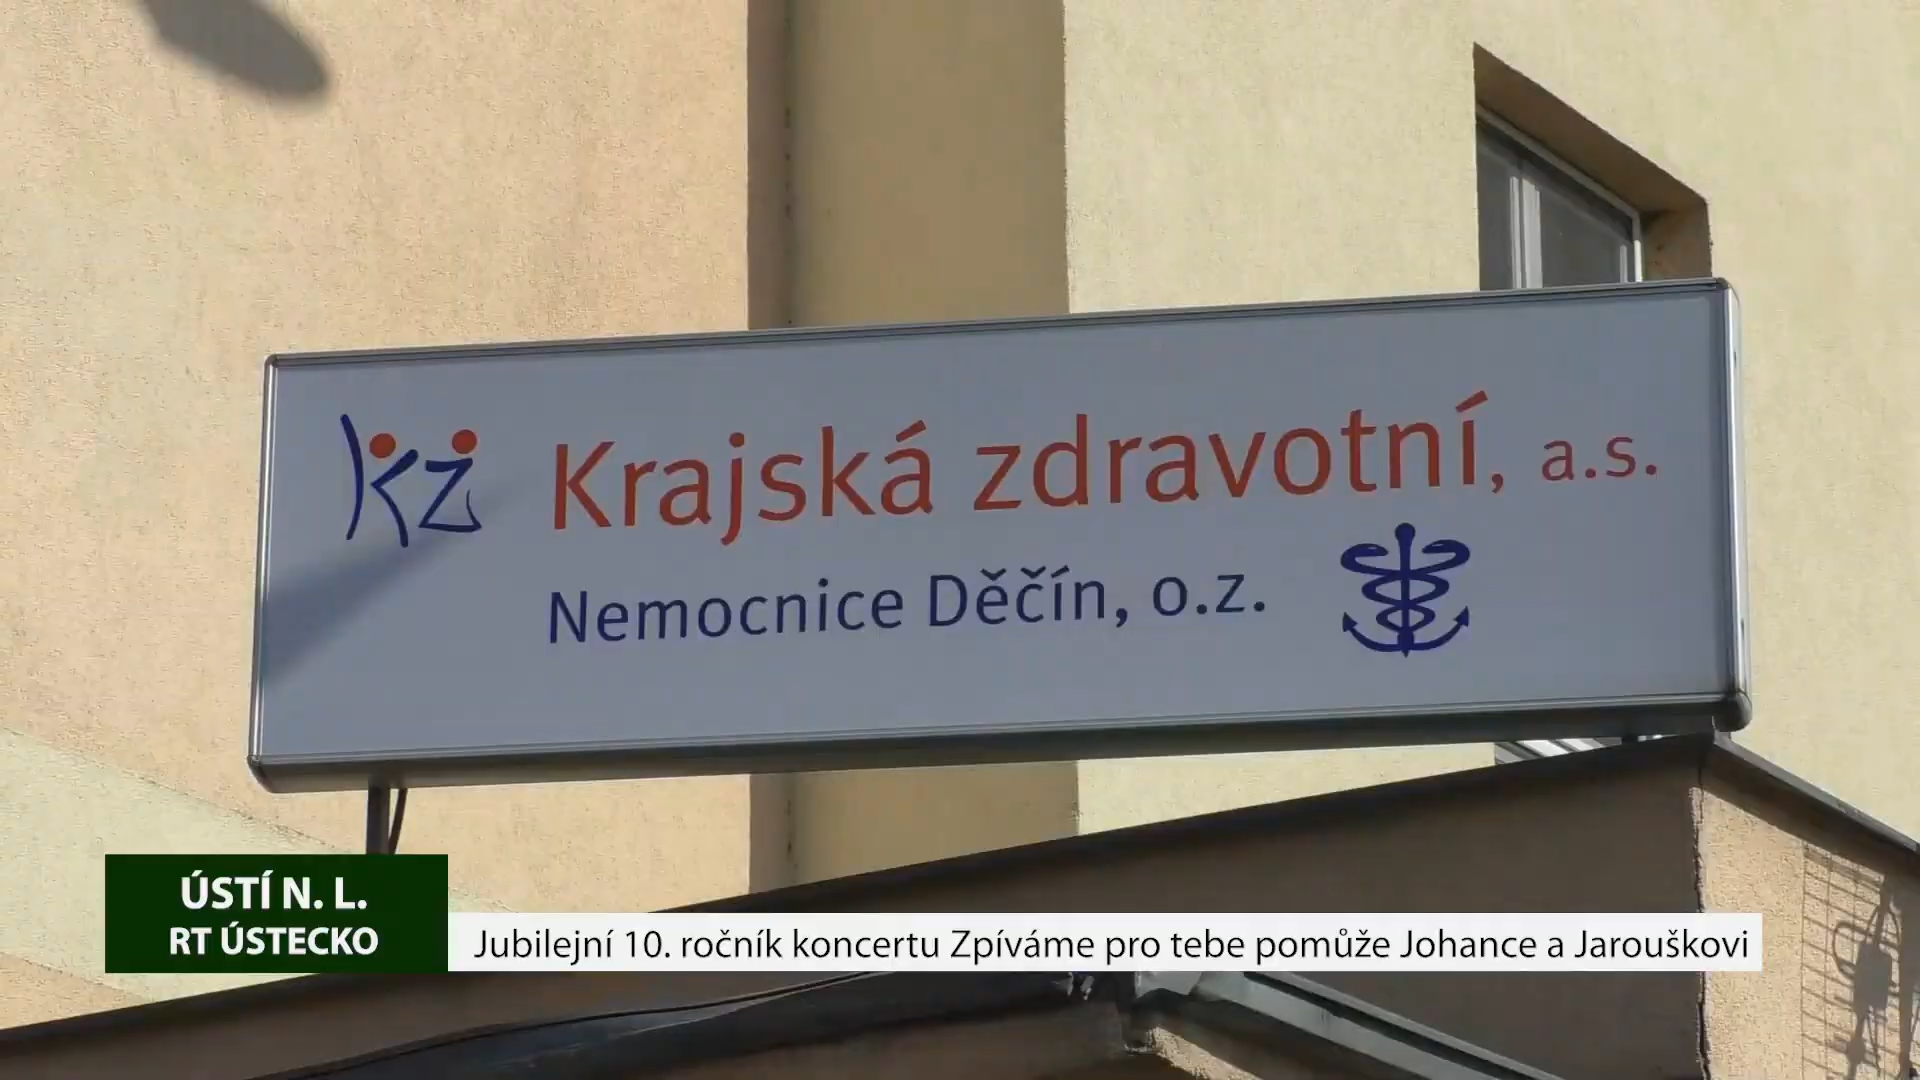 kz Krajská zdravotní, a.s.
Nemocnice Děčín, o.z.
ÚSTÍ N. L.
RT ÚSTECKO
Jubilejní 10. ročník koncertu Zpíváme pro tebe pomůže Johance a Jarouškovi